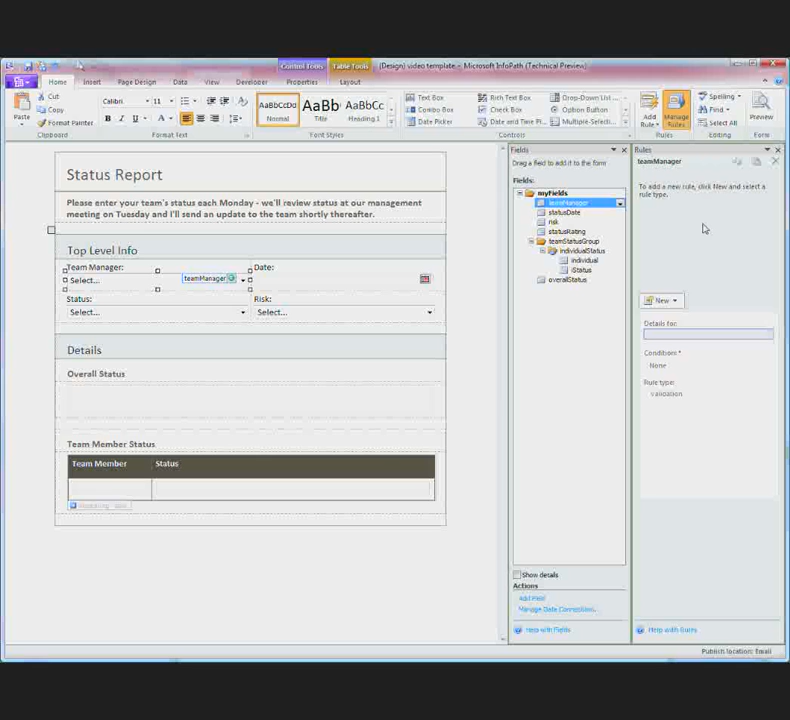 Control Tools
Table Tools
(Design) video template - Microsoft InfoPath (Technical Preview)
Home
Insert
Page Design
Data
View
Developer
Properties
Layout
Paste
Cut
Copy
Format Painter
Clipboard
Calibri
11
B I U
Format Text
AaBbCcDd
Normal
AaBb
Title
AaBbCc
Heading 1
Font Styles
Text Box
Combo Box
Date Picker
Rich Text Box
Check Box
Date and Time Pi...
Drop-Down List...
Option Button
Multiple-Selecti...
Controls
Add Rule
Manage Rules
Rules
Spelling
Find
Select All
Editing
Preview
Form
Status Report
Please enter your team's status each Monday - we'll review status at our management
meeting on Tuesday and I'll send an update to the team shortly thereafter.
Top Level Info
Team Manager:
Date:
Select...
teamManager
Status:
Risk:
Select...
Select...
Details
Overall Status
Team Member Status
Team Member
Status
Fields
Drag a field to add it to the form
Fields:
myFields
teamManager
statusDate
risk
statusRating
teamStatusGroup
individualStatus
individual
iStatus
overallStatus
Show details
Actions
Add Field
Manage Data Connections...
Help with Fields
Rules
teamManager
To add a new rule, click New and select a
rule type.
New
Details for:
Condition: *
None
Rule type:
Validation
Publish location: Email